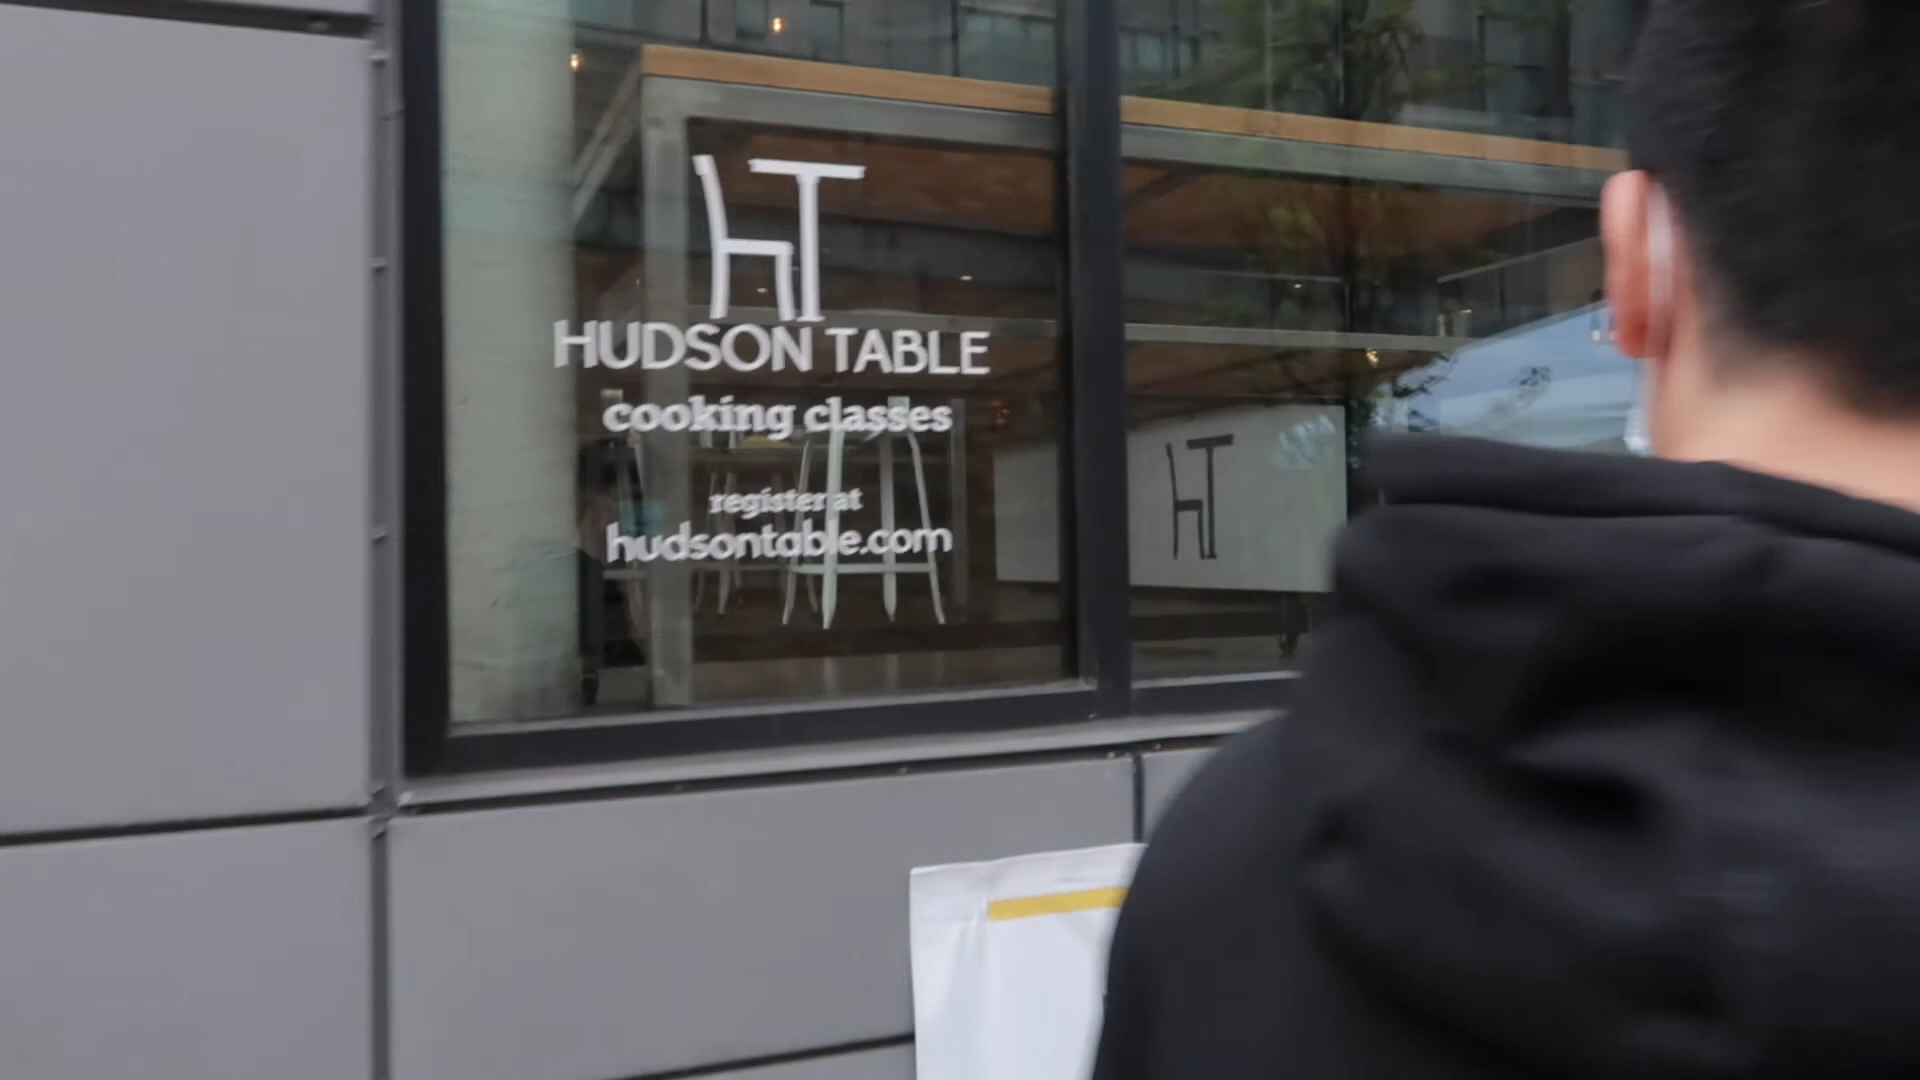 HT
HUDSON TABLE
cooking classes
register at
hudsontable.com
HT